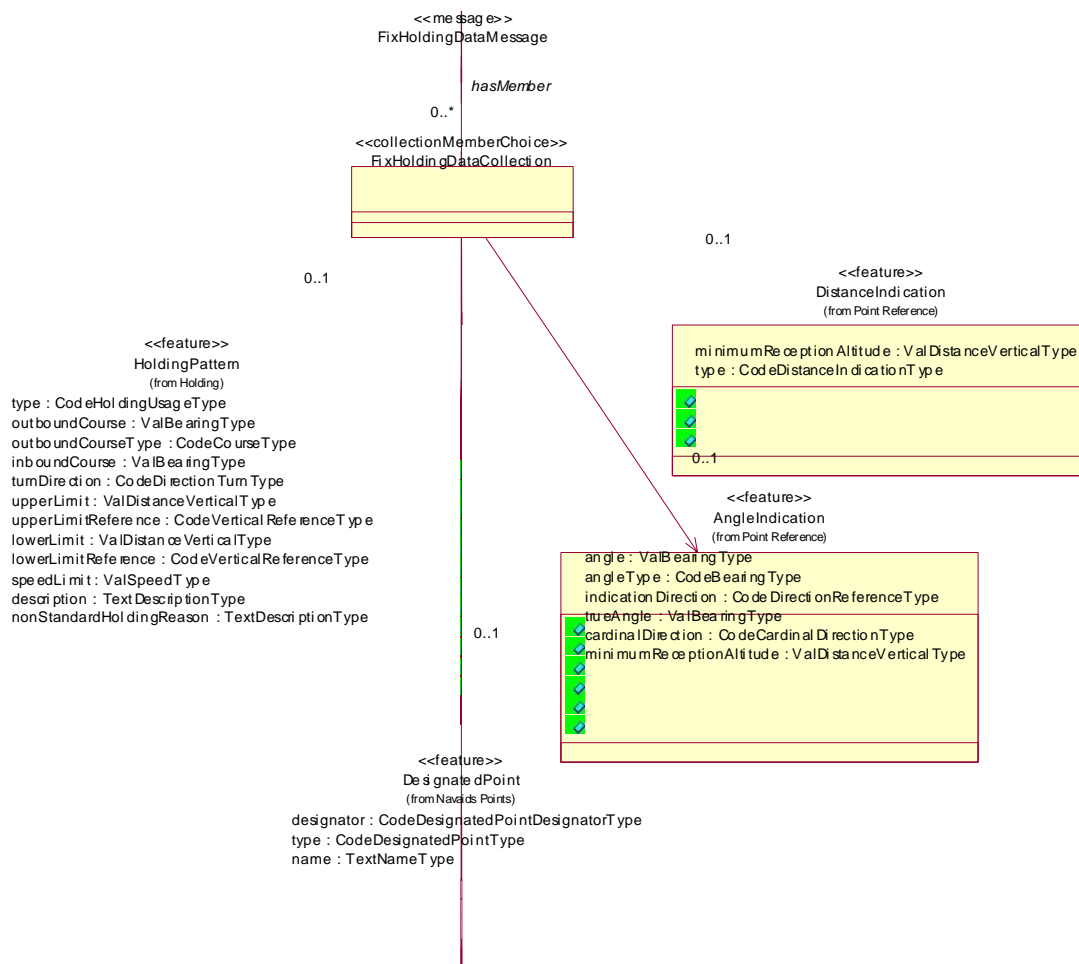 <<message>>
FixHoldingDataMessage
hasMember
0..*
<<collectionMemberChoice>>
FixHoldingDataCollection
0..1
0..1
<<feature>>
DistanceIndication
(from Point Reference)
minimumReceptionAltitude : ValDistanceVerticalType
type : CodeDistanceIndicationType
<<feature>>
HoldingPattern
(from Holding)
type : CodeHoldingUsageType
outboundCourse : ValBearingType
outboundCourseType : CodeCourseType
inboundCourse : ValBearingType
turnDirection : CodeDirectionTurnType
upperLimit : ValDistanceVerticalType
upperLimitReference : CodeVerticalReferenceType
lowerLimit : ValDistanceVerticalType
lowerLimitReference : CodeVerticalReferenceType
speedLimit : ValSpeedType
description : TextDescriptionType
nonStandardHoldingReason : TextDescriptionType
0..1
<<feature>>
AngleIndication
(from Point Reference)
angle : ValBearingType
angleType : CodeBearingType
indicationDirection : CodeDirectionReferenceType
trueAngle : ValBearingType
cardinalDirection : CodeCardinalDirectionType
minimumReceptionAltitude : ValDistanceVerticalType
0..1
<<feature>>
DesignatedPoint
(from Navaids Points)
designator : CodeDesignatedPointDesignatorType
type : CodeDesignatedPointType
name : TextNameType